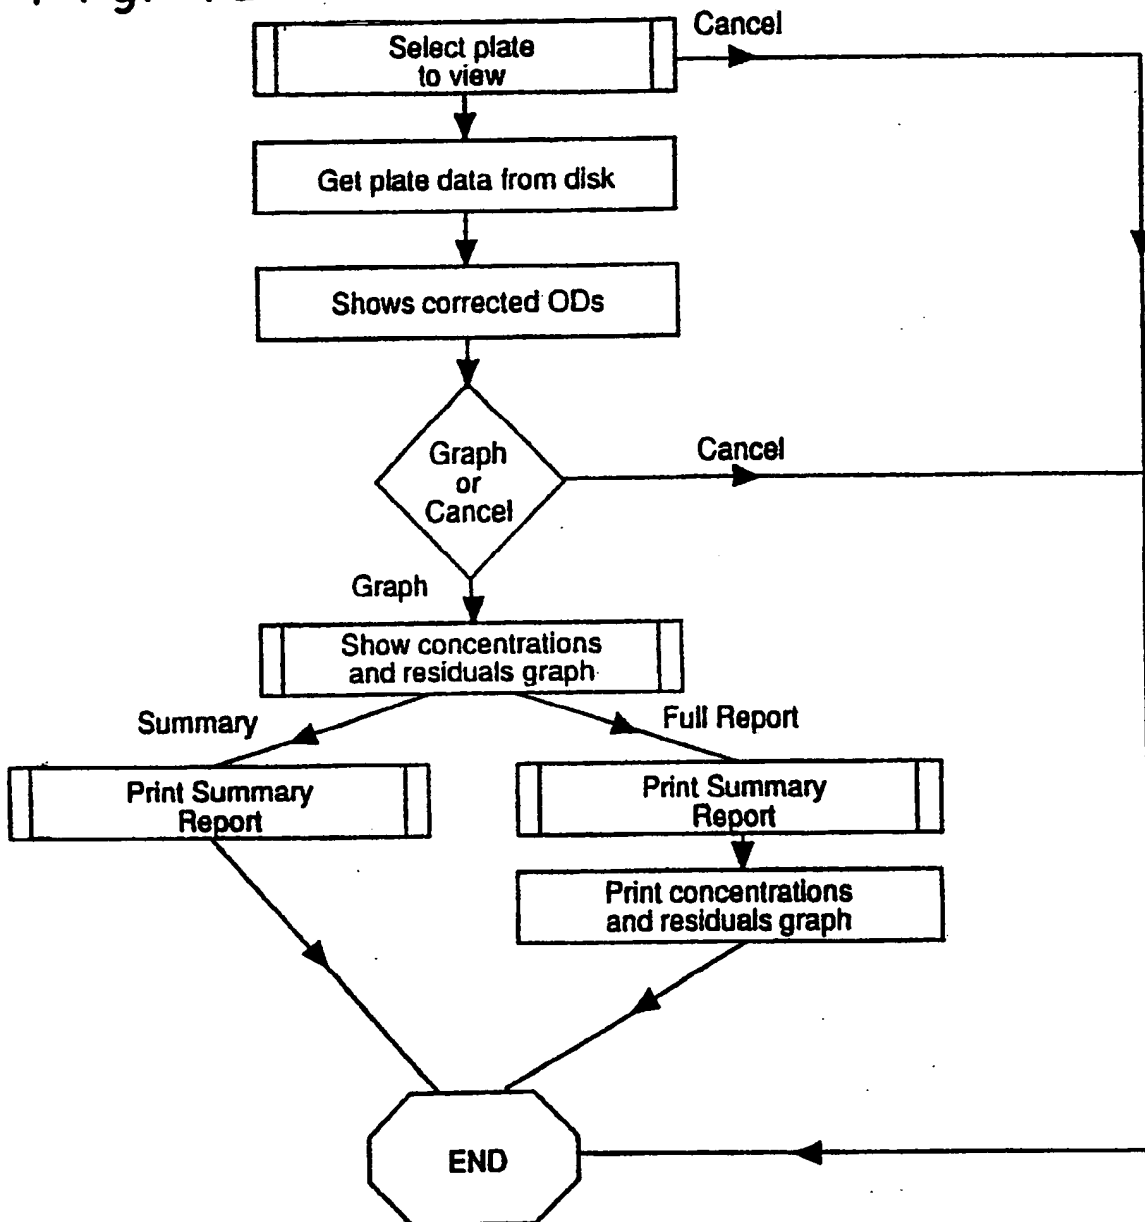 Cancel
Select plate
to view
Get plate data from disk
Shows corrected ODs
Graph
or
Cancel
Cancel
Graph
Show concentrations
and residuals graph
Summary
Full Report
Print Summary
Report
Print Summary
Report
Print concentrations
and residuals graph
END